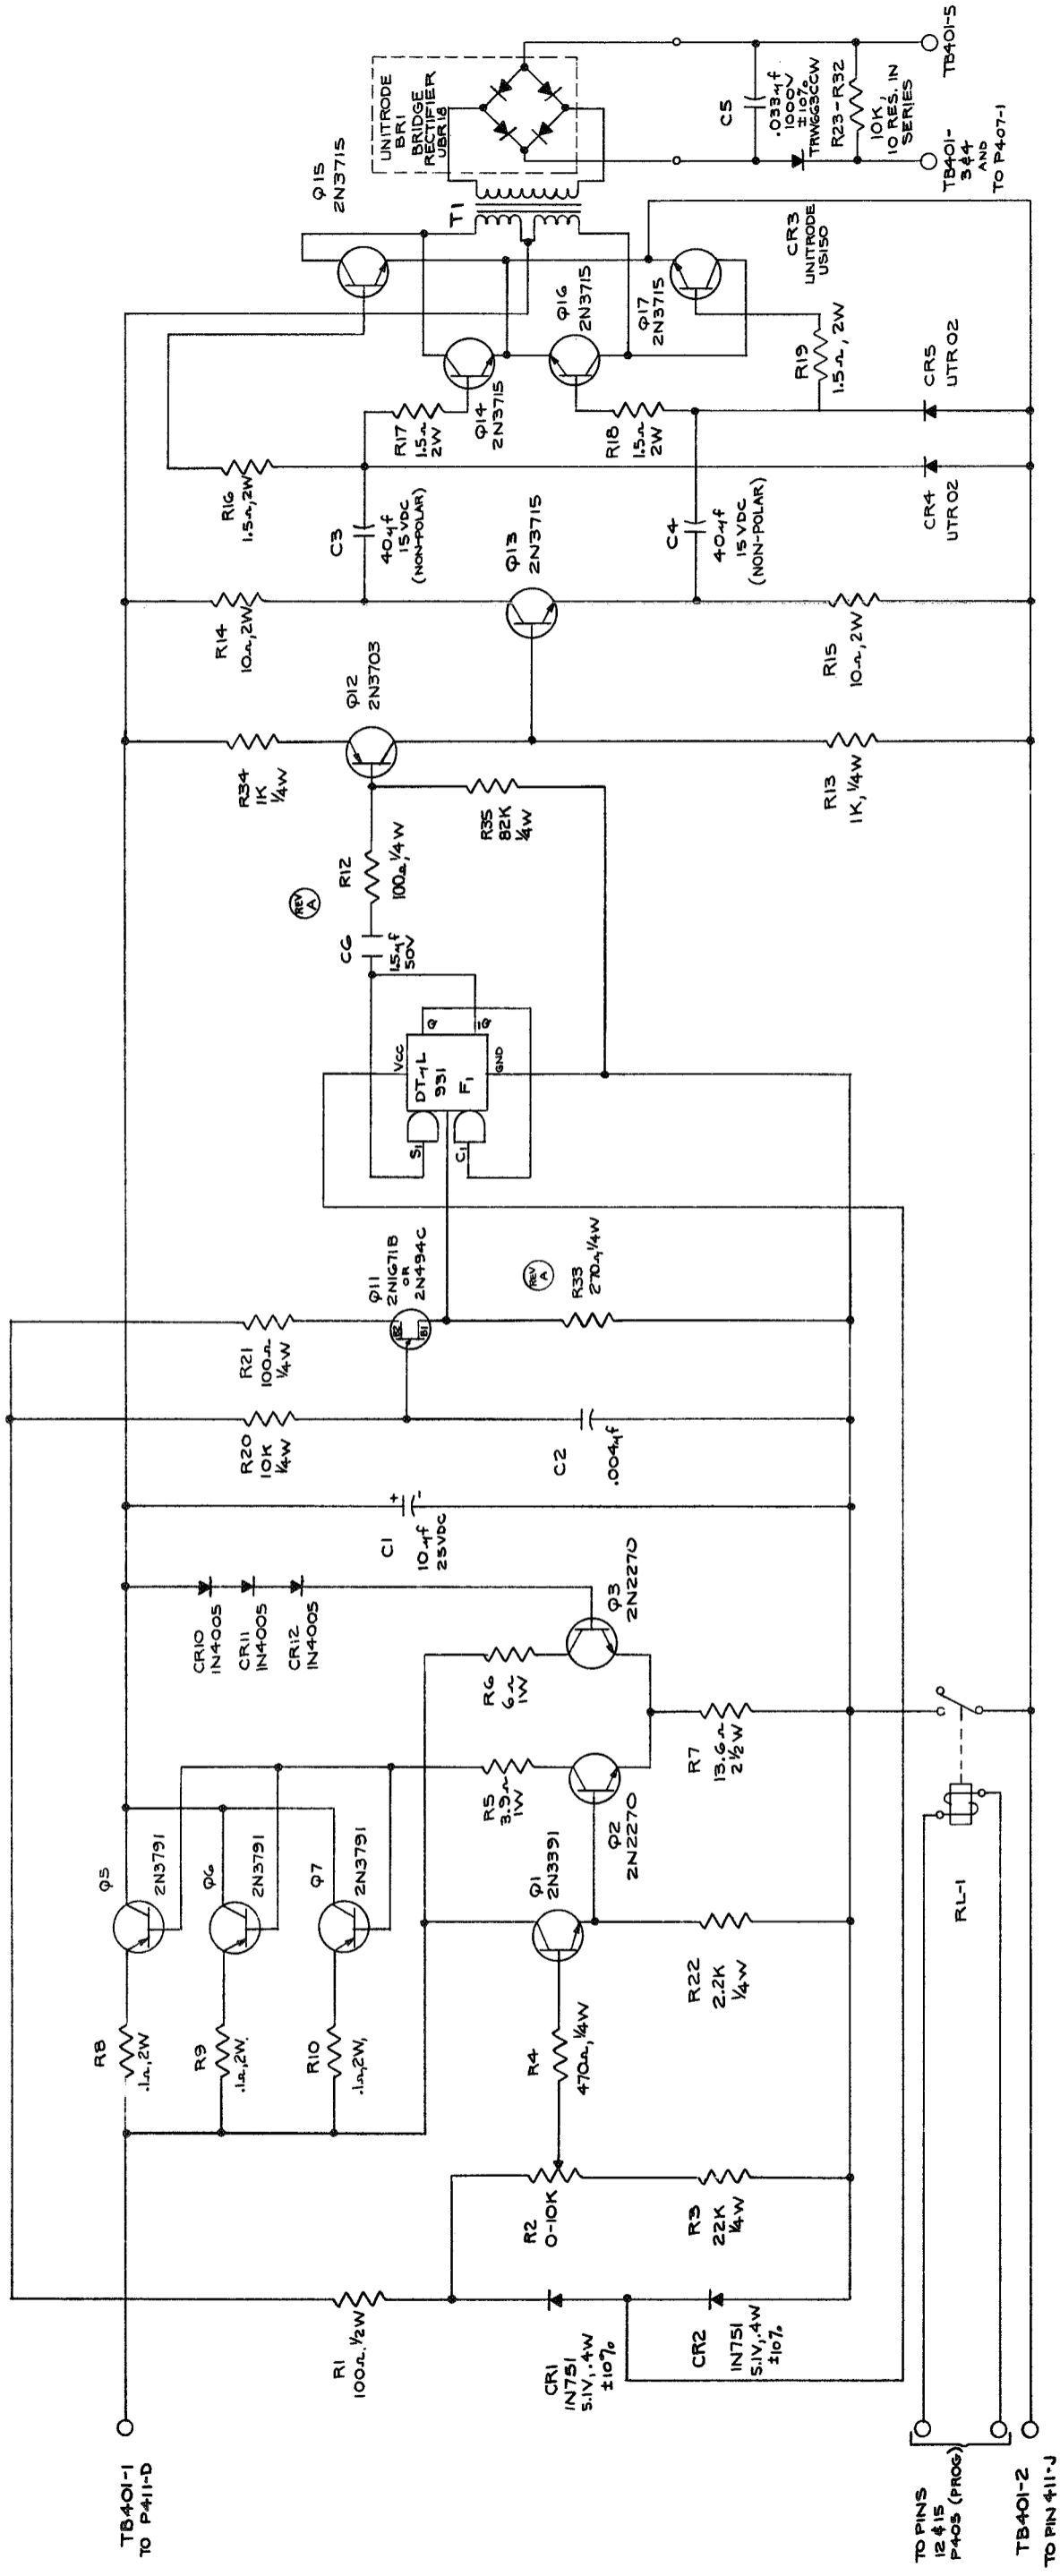 TB401-1
TO P411-D
R1
100Ω, 1/2W
CR1
1N751
5.1V, .4W
±10%
CR2
1N751
5.1V, .4W
±10%
R2
0-10K
R3
22K
1/4W
R4
470Ω, 1/4W
R8
.1Ω, 2W
R9
.1Ω, 2W.
R10
.1Ω, 2W,
Q5
2N3791
Q6
2N3791
Q7
2N3791
Q1
2N3391
R22
2.2K
1/4W
R5
3.9Ω
1W
Q2
2N2270
R7
13.6Ω
2 1/2W
R6
6Ω
1W
Q3
2N2270
CR10
1N4005
CR11
1N4005
CR12
1N4005
C1
10μf
25VDC
+
-
R20
10K
1/4W
C2
.004μf
R21
100Ω
1/4W
Q11
2N1671B
OR
2N494C
B2
B1
REV
A
R33
270Ω, 1/4W
S1
C1
DTμL
931
F1
VCC
GND
Q
Q̅
REV
A
C6
1.5μf
50V
R12
100Ω, 1/4W
R35
82K
1/4W
R34
1K
1/4W
Q12
2N3703
R13
1K, 1/4W
R14
10Ω, 2W
Q13
2N3715
R15
10Ω, 2W
C3
40μf
15VDC
(NON-POLAR)
C4
40μf
15VDC
(NON-POLAR)
R16
1.5Ω, 2W
R17
1.5Ω
2W
Q14
2N3715
R18
1.5Ω
2W
Q16
2N3715
Q17
2N3715
R19
1.5Ω, 2W
CR4
UTR02
CR5
UTR02
Q15
2N3715
T1
UNITRODE
BR1
BRIDGE
RECTIFIER
UBR18
CR3
UNITRODE
US150
C5
.033μf
1000V
±10%
TRW663CCW
R23-R32
10K,
10 RES. IN
SERIES
TB401-5
TB401-
3&4
AND
TO P407-1
RL-1
TO PINS
12 & 15
P405 (PROG)
TB401-2
TO PIN 411-J